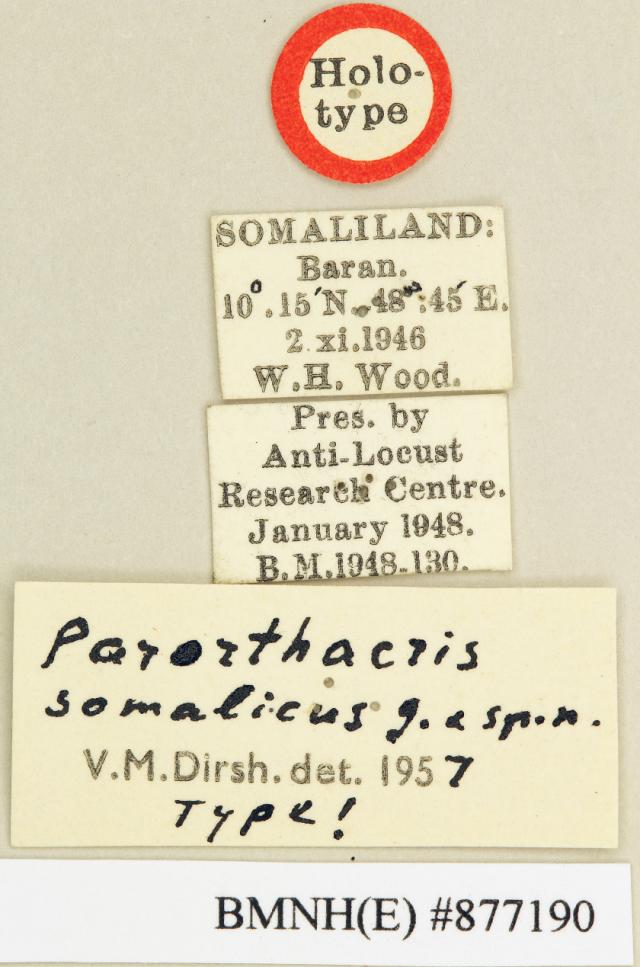 Holo-
type
SOMALILAND:
Baran.
10°.15'N. 48°:45'E.
2 xi.1946
W.H. Wood.
Pres. by
Anti-Locust
Research Centre.
January 1948.
B.M.1948-130.
Pororthacris
somalicus g. & sp.n.
V.M.Dirsh. det. 1957
Type!
BMNH(E) #877190